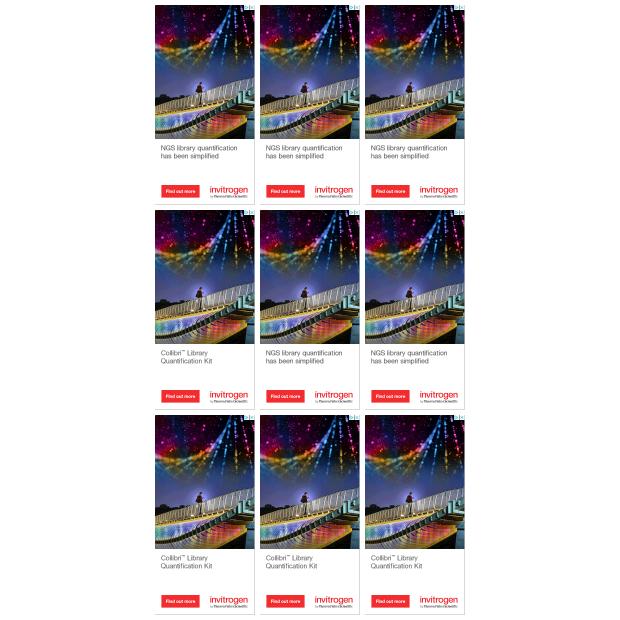 NGS library quantification
has been simplified
Find out more
invitrogen
by Thermo Fisher Scientific
NGS library quantification
has been simplified
Find out more
invitrogen
by Thermo Fisher Scientific
NGS library quantification
has been simplified
Find out more
invitrogen
by Thermo Fisher Scientific
Collibri™ Library
Quantification Kit
Find out more
invitrogen
by Thermo Fisher Scientific
NGS library quantification
has been simplified
Find out more
invitrogen
by Thermo Fisher Scientific
NGS library quantification
has been simplified
Find out more
invitrogen
by Thermo Fisher Scientific
Collibri™ Library
Quantification Kit
Find out more
invitrogen
by Thermo Fisher Scientific
Collibri™ Library
Quantification Kit
Find out more
invitrogen
by Thermo Fisher Scientific
Collibri™ Library
Quantification Kit
Find out more
invitrogen
by Thermo Fisher Scientific